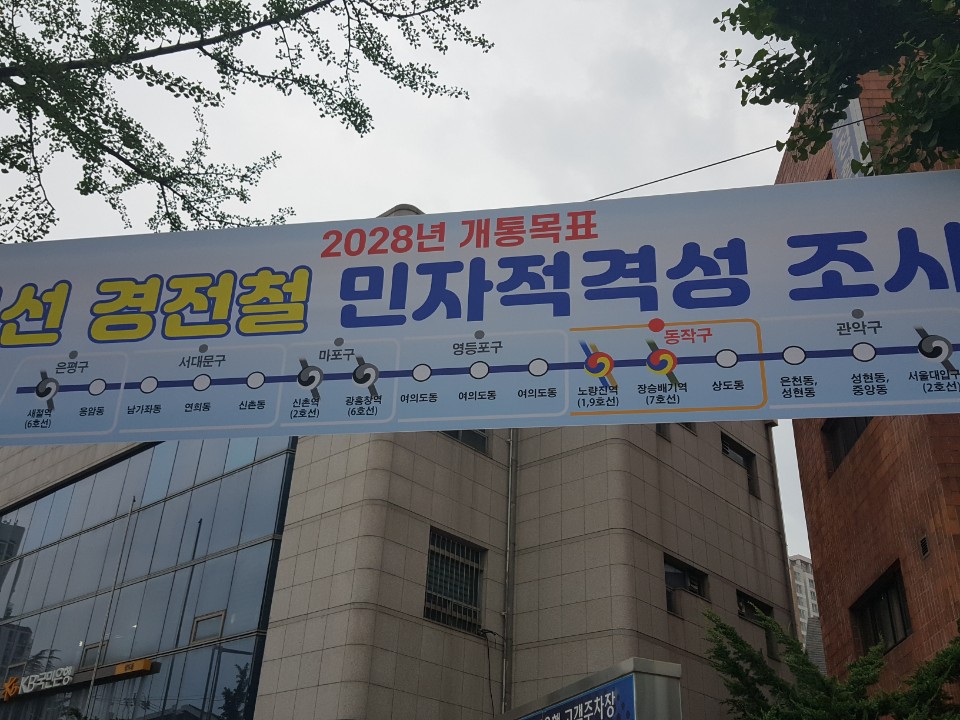 2028년 개통목표
선 경전철 민자적격성 조사
은평구 서대문구 마포구 영등포구 동작구 관악구
새절역 (6호선) 응암동 남가좌동 연희동 신촌동 신촌역 (2호선) 광흥창역 (6호선) 여의도동 여의도동 여의도동 노량진역 (1,9호선) 장승배기역 (7호선) 상도동 은천동, 성현동 성현동, 중앙동 서울대입구 (2호선)
KB국민은행
고객주차장